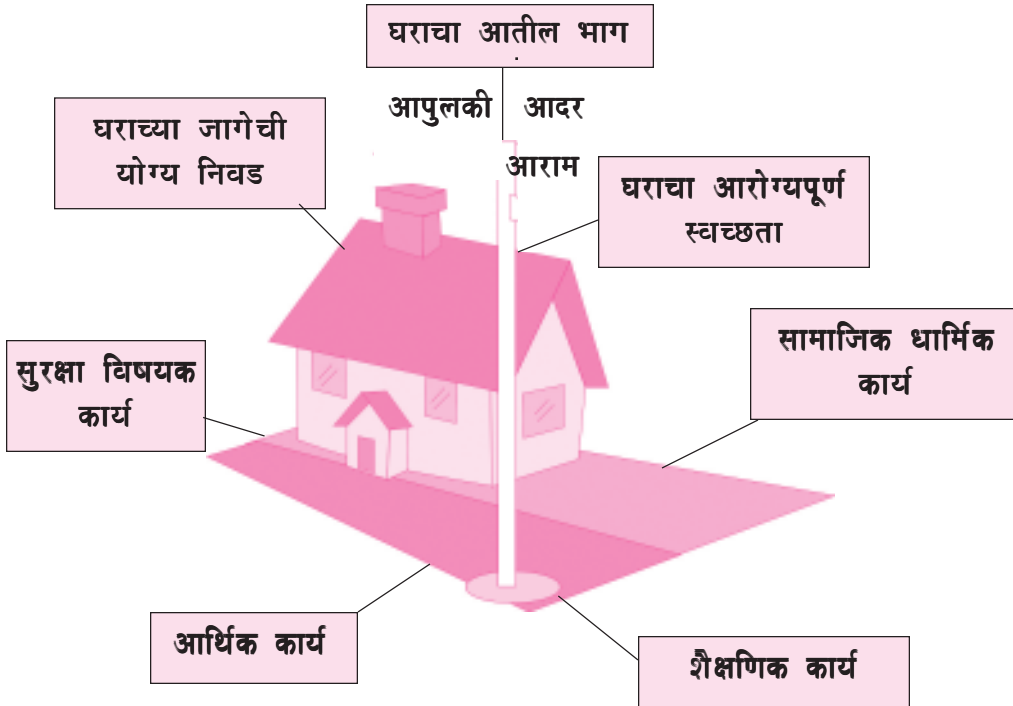 घराचा आतील भाग
आपुलकी आदर
आराम
घराच्या जागेची
योग्य निवड
घराचा आरोग्यपूर्ण
स्वच्छता
सुरक्षा विषयक
कार्य
सामाजिक धार्मिक
कार्य
आर्थिक कार्य
शैक्षणिक कार्य